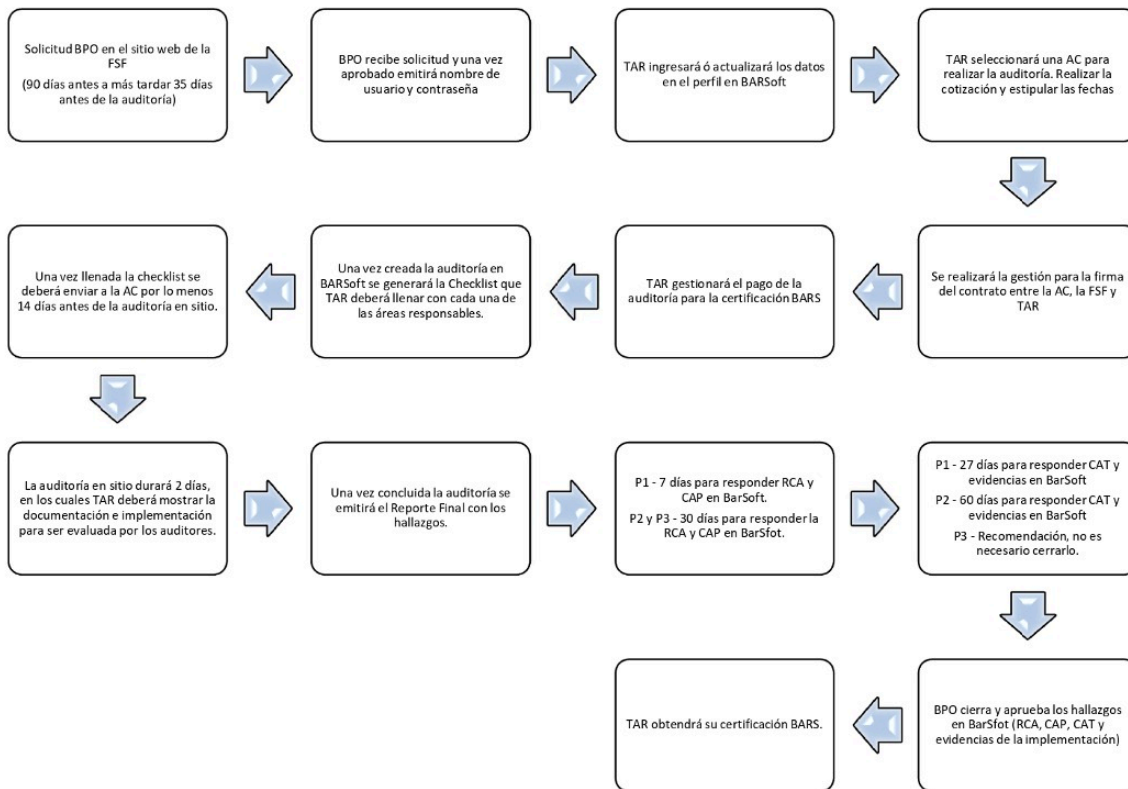 Solicitud BPO en el sitio web de la
FSF
(90 días antes a más tardar 35 días
antes de la auditoría)
BPO recibe solicitud y una vez
aprobado emitirá nombre de
usuario y contraseña
TAR ingresará ó actualizará los datos
en el perfil en BARSoft
TAR seleccionará una AC para
realizar la auditoría. Realizar la
cotización y estipular las fechas
Se realizará la gestión para la firma
del contrato entre la AC, la FSF y
TAR
TAR gestionará el pago de
la auditoría para la certificación BARS
Una vez creada la auditoría en
BARSoft se generará la Checklist que
TAR deberá llenar con cada una de
las áreas responsables.
Una vez llenada la checklist se
deberá enviar a la AC por lo menos
14 días antes de la auditoría en sitio.
La auditoría en sitio durará 2 días,
en los cuales TAR deberá mostrar la
documentación e implementación
para ser evaluada por los auditores.
Una vez concluida la auditoría se
emitirá el Reporte Final con los
hallazgos.
P1 - 7 días para responder RCA y
CAP en BarSoft.
P2 y P3 - 30 días para responder la
RCA y CAP en BarSfot.
P1 - 27 días para responder CAT y
evidencias en BarSoft
P2 - 60 días para responder CAT y
evidencias en BarSoft
P3 - Recomendación, no es
necesario cerrarlo.
BPO cierra y aprueba los hallazgos
en BarSfot (RCA, CAP, CAT y
evidencias de la implementación)
TAR obtendrá su certificación BARS.